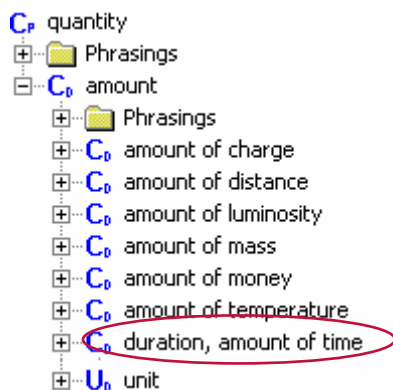 CP quantity
Phrasings
CD amount
Phrasings
CD amount of charge
CD amount of distance
CD amount of luminosity
CD amount of mass
CD amount of money
CD amount of temperature
CD duration, amount of time
UD unit